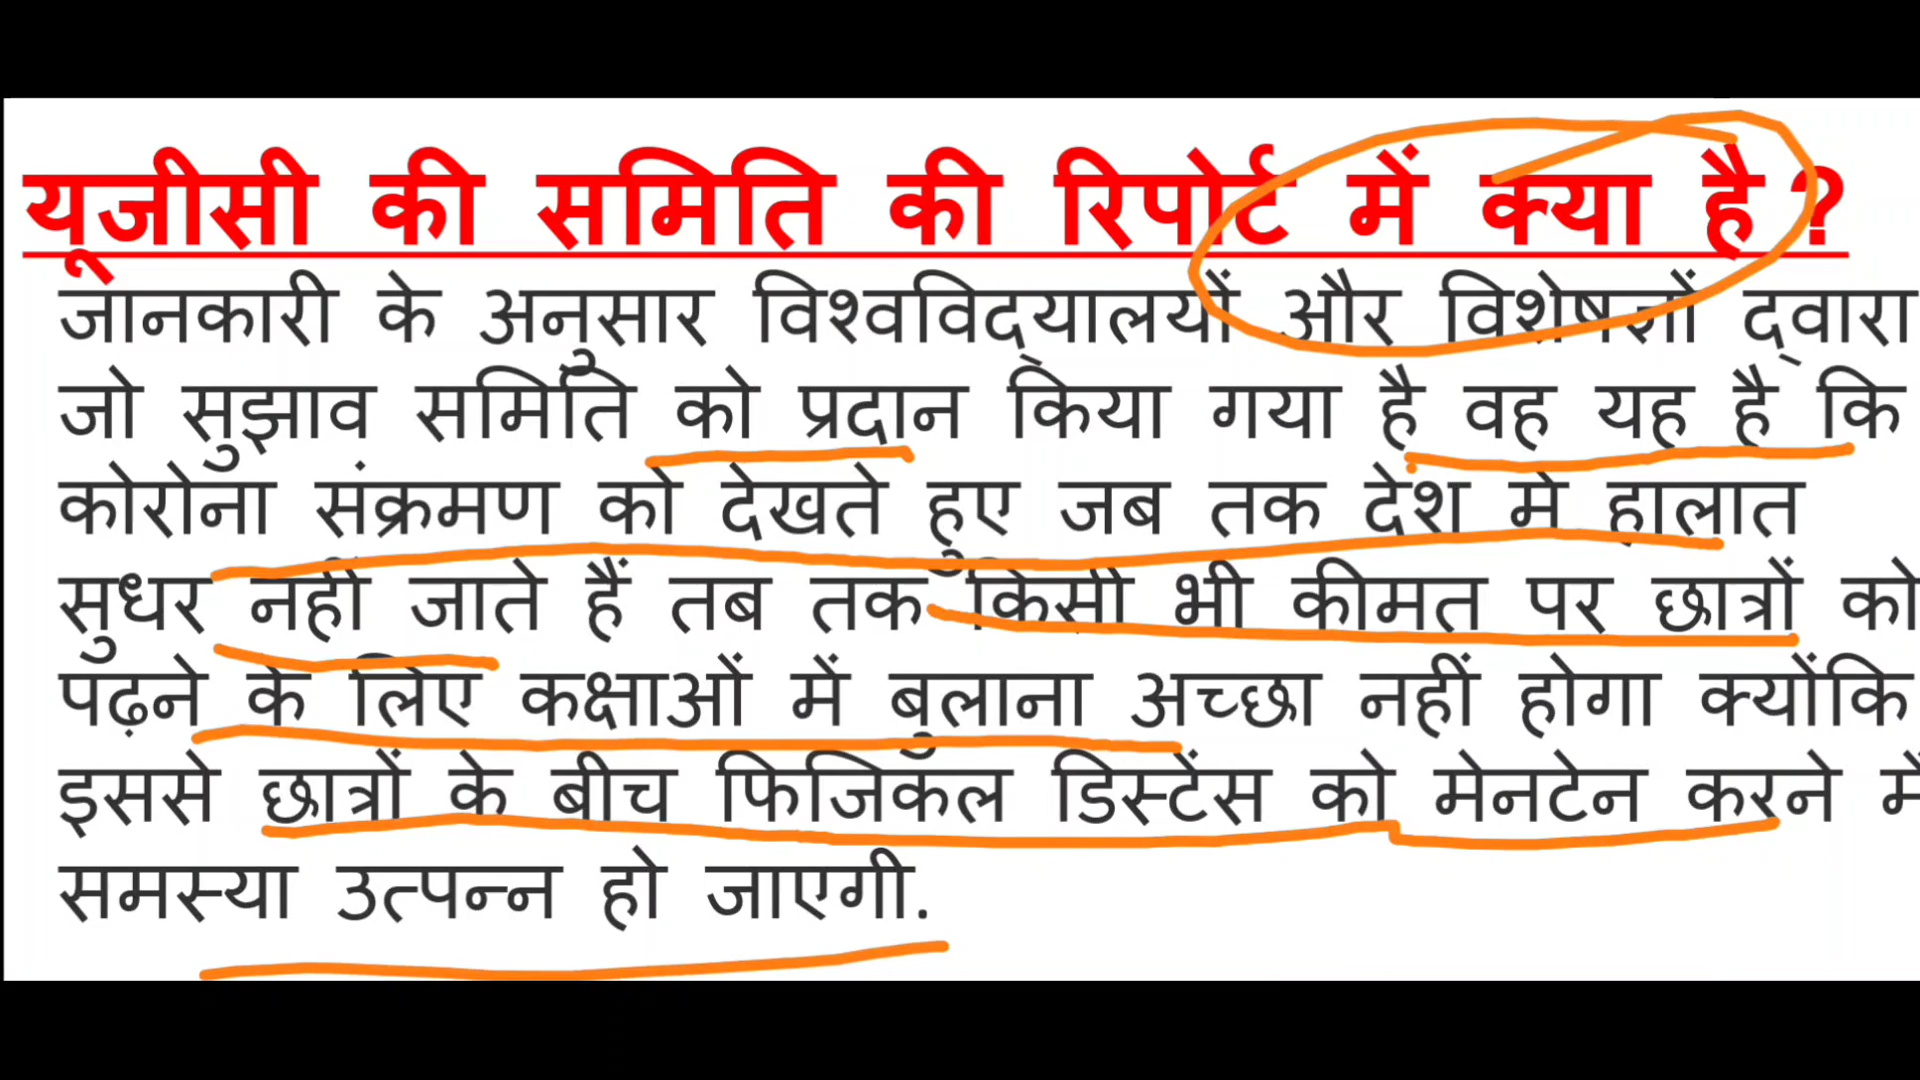 यूजीसी की समिति की रिपोर्ट में क्या है ?
जानकारी के अनुसार विश्वविद्यालयों और विशेषज्ञों द्वारा
जो सुझाव समिति को प्रदान किया गया है वह यह है कि
कोरोना संक्रमण को देखते हुए जब तक देश मे हालात
सुधर नहीं जाते हैं तब तक किसी भी कीमत पर छात्रों को
पढ़ने के लिए कक्षाओं में बुलाना अच्छा नहीं होगा क्योंकि
इससे छात्रों के बीच फिजिकल डिस्टेंस को मेनटेन करने में
समस्या उत्पन्न हो जाएगी.